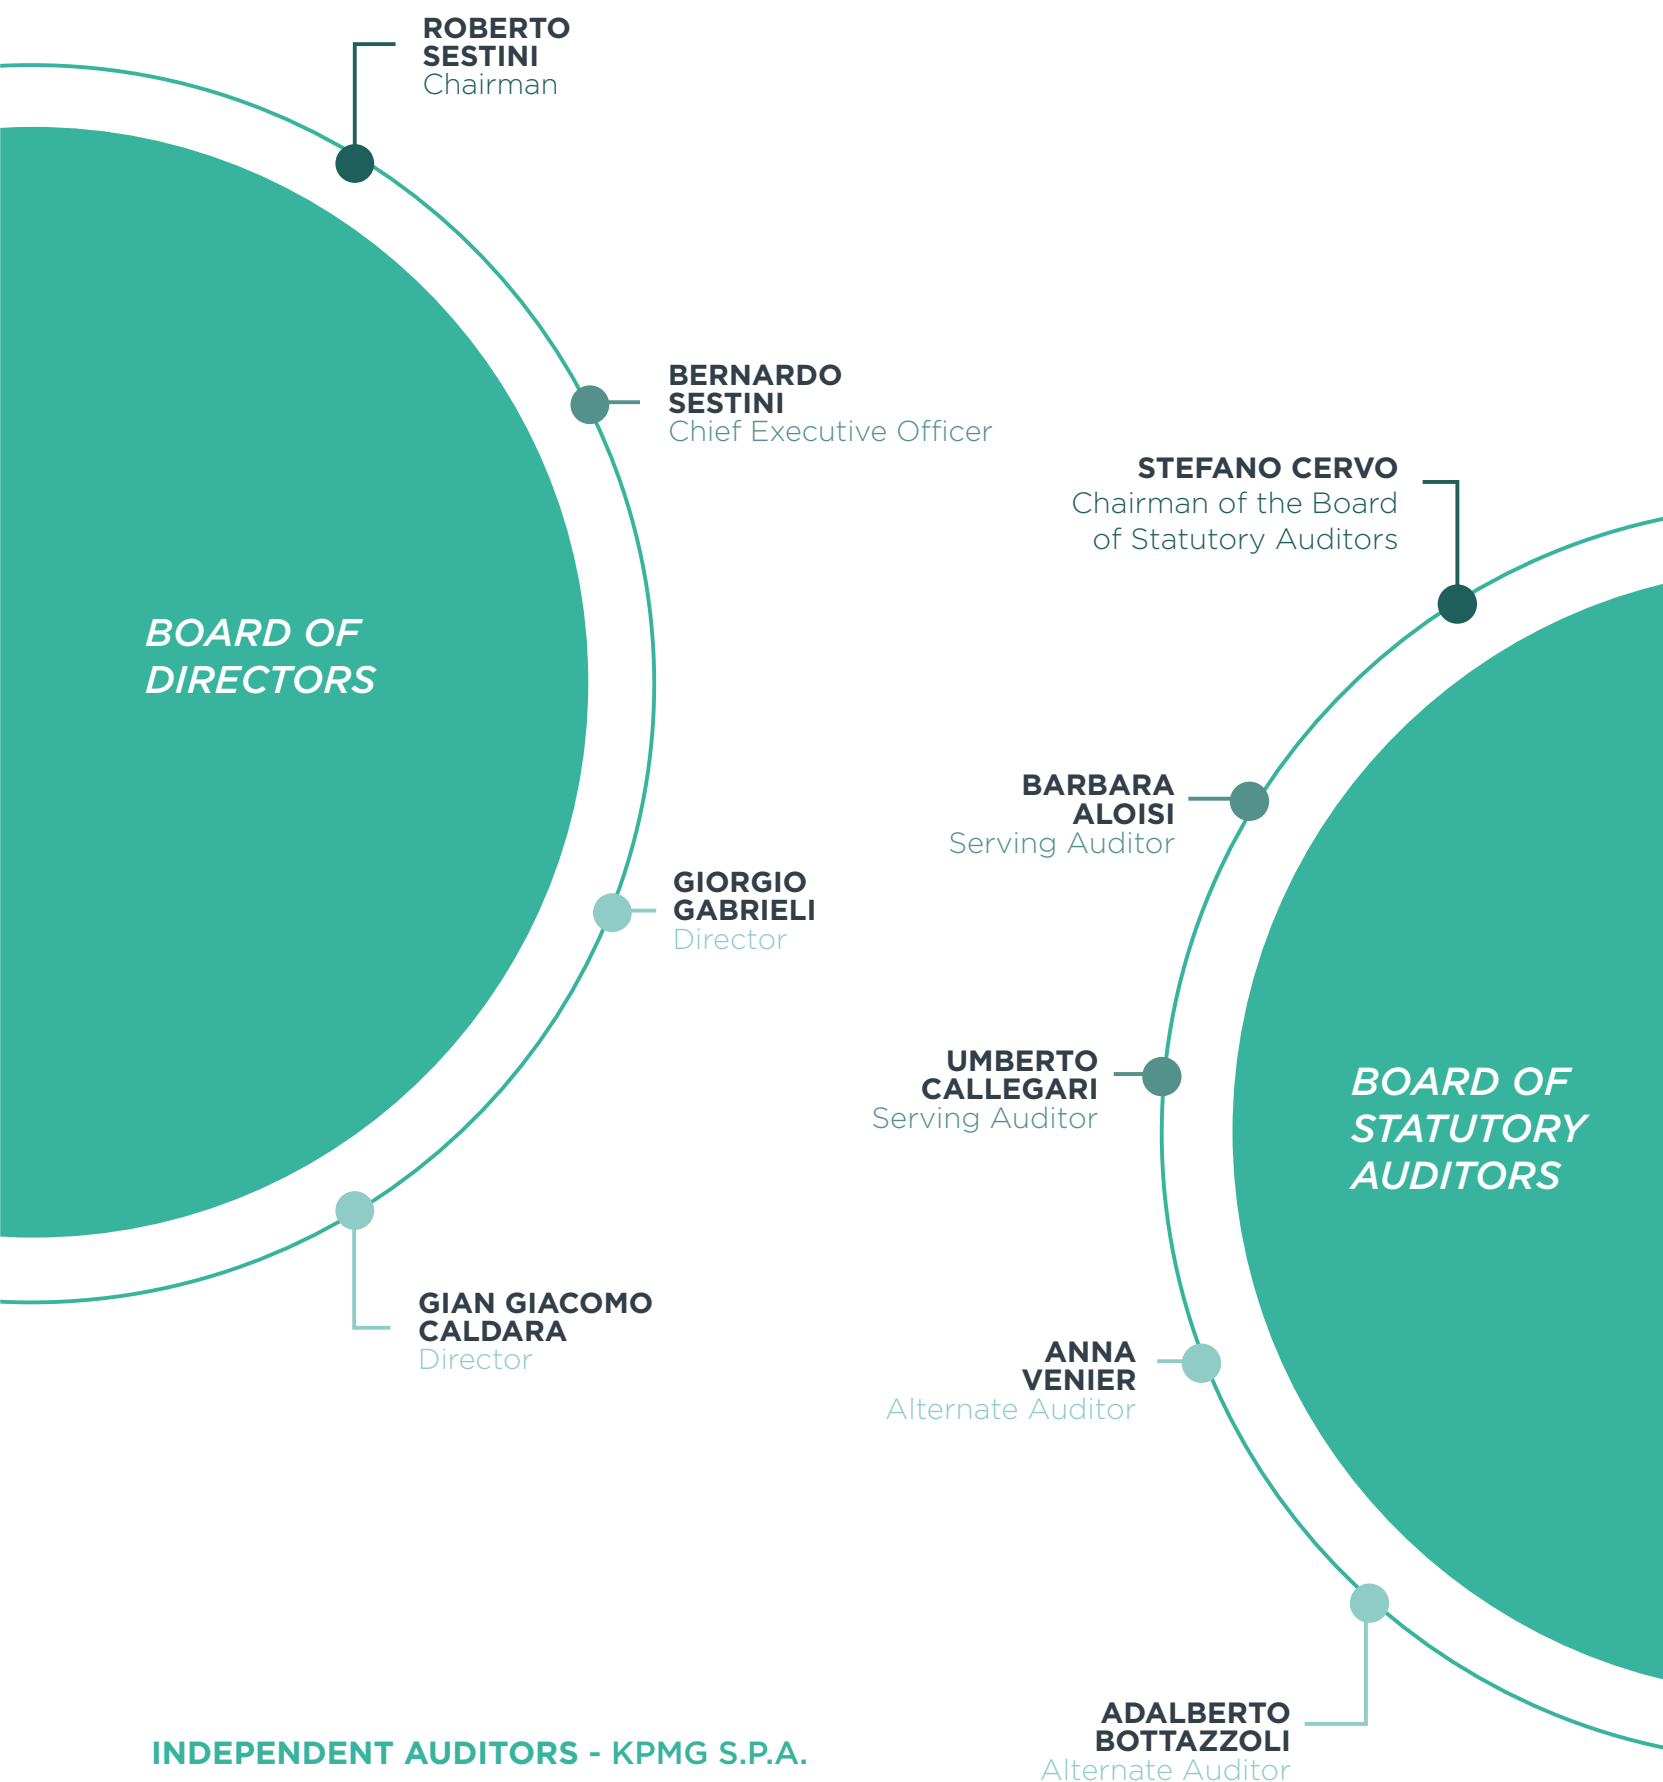 ROBERTO
SESTINI
Chairman
BERNARDO
SESTINI
Chief Executive Officer
BOARD OF
DIRECTORS
GIORGIO
GABRIELI
Director
GIAN GIACOMO
CALDARA
Director
STEFANO CERVO
Chairman of the Board
of Statutory Auditors
BARBARA
ALOISI
Serving Auditor
UMBERTO
CALLEGARI
Serving Auditor
BOARD OF
STATUTORY
AUDITORS
ANNA
VENIER
Alternate Auditor
ADALBERTO
BOTTAZZOLI
Alternate Auditor
INDEPENDENT AUDITORS - KPMG S.P.A.